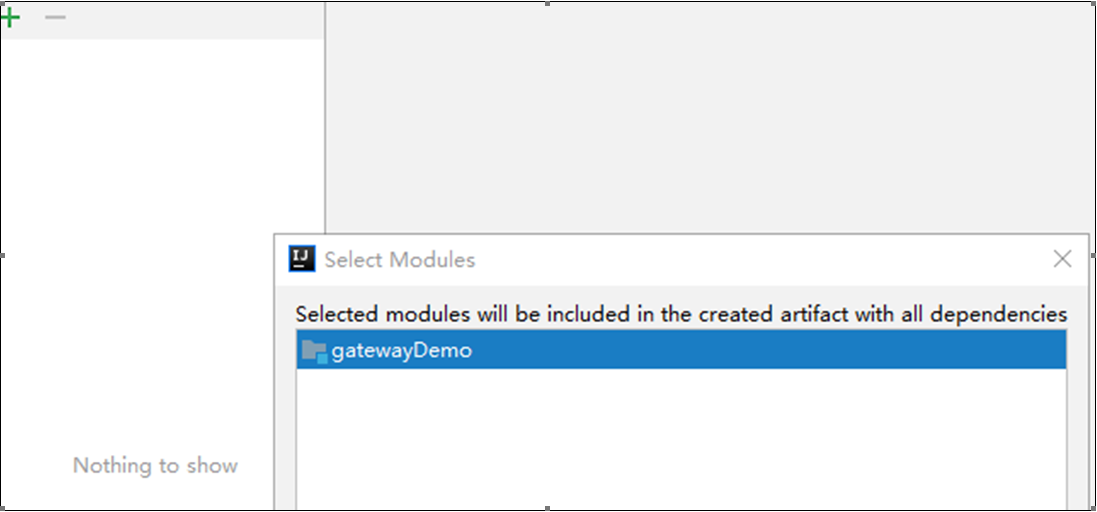 IJ
Select Modules
Selected modules will be included in the created artifact with all dependencies
gatewayDemo
Nothing to show